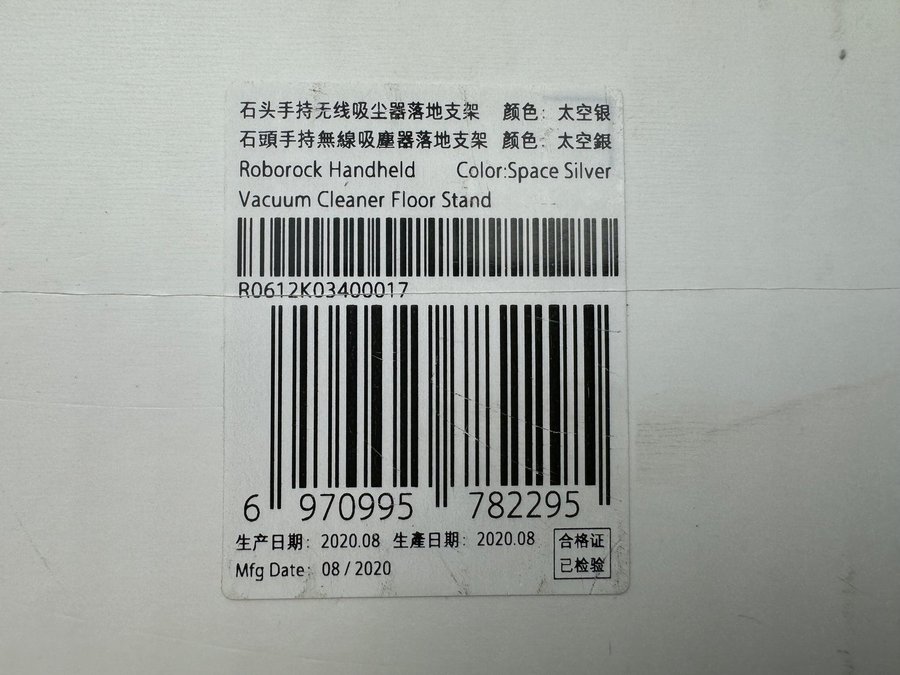 石头手持无线吸尘器落地支架 颜色：太空银
石頭手持無線吸塵器落地支架 颜色：太空銀
Roborock Handheld Color:Space Silver
Vacuum Cleaner Floor Stand
R0612K03400017
6 970995 782295
生产日期：2020.08 生產日期：2020.08
Mfg Date：08 / 2020
合格证
已检验